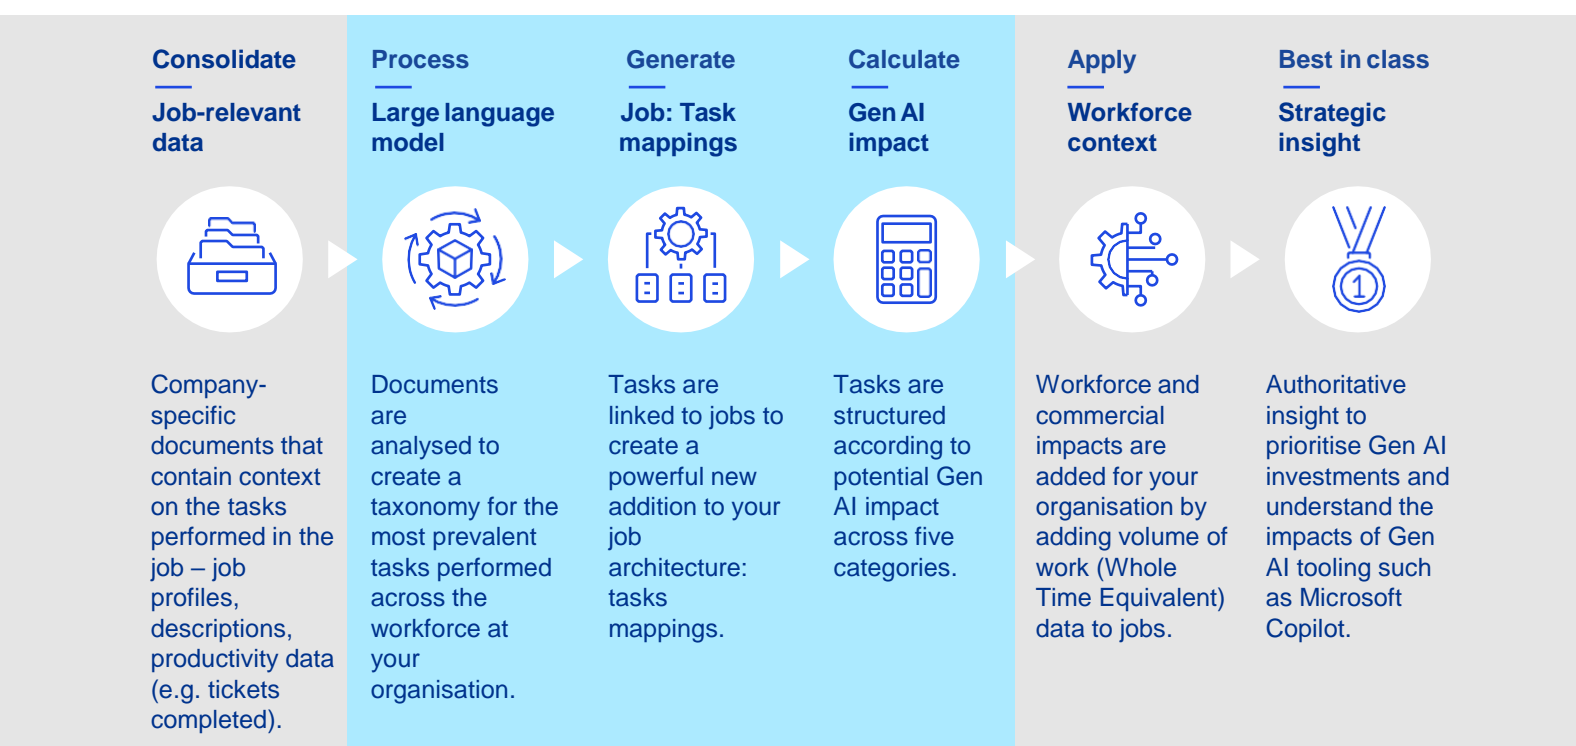 Consolidate
Job-relevant
data
Company-
specific
documents that
contain context
on the tasks
performed in the
job – job
profiles,
descriptions,
productivity data
(e.g. tickets
completed).
Process
Large language
model
Documents
are
analysed to
create a
taxonomy for the
most prevalent
tasks performed
across the
workforce at
your
organisation.
Generate
Job: Task
mappings
Tasks are
linked to jobs to
create a
powerful new
addition to your
job
architecture:
tasks
mappings.
Calculate
Gen AI
impact
Tasks are
structured
according to
potential Gen
AI impact
across five
categories.
Apply
Workforce
context
Workforce and
commercial
impacts are
added for your
organisation by
adding volume of
work (Whole
Time Equivalent)
data to jobs.
Best in class
Strategic
insight
1
Authoritative
insight to
prioritise Gen AI
investments and
understand the
impacts of Gen
AI tooling such
as Microsoft
Copilot.